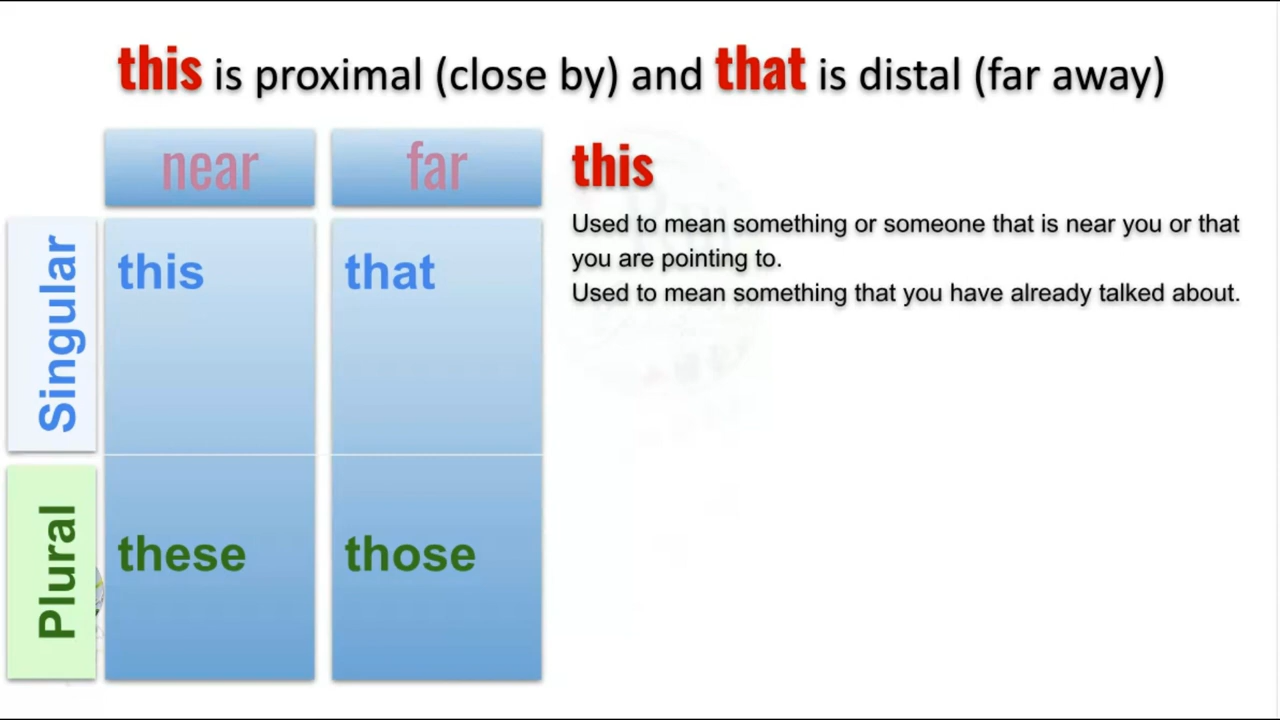 this is proximal (close by) and that is distal (far away)
near far
this
Used to mean something or someone that is near you or that
you are pointing to.
Used to mean something that you have already talked about.
Singular
this that
Plural
these those